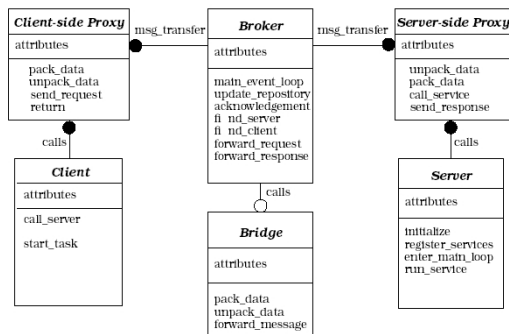 Client-side Proxy
attributes
pack_data
unpack_data
send_request
return
msg_transfer
Broker
attributes
main_event_loop
update_repository
acknowledgement
fi nd_server
fi nd_client
forward_request
forward_response
msg_transfer
Server-side Proxy
attributes
unpack_data
pack_data
call_service
send_response
calls
Client
attributes
call_server
start_task
calls
Bridge
attributes
pack_data
unpack_data
forward_message
calls
Server
attributes
initialize
register_services
enter_main_loop
run_service